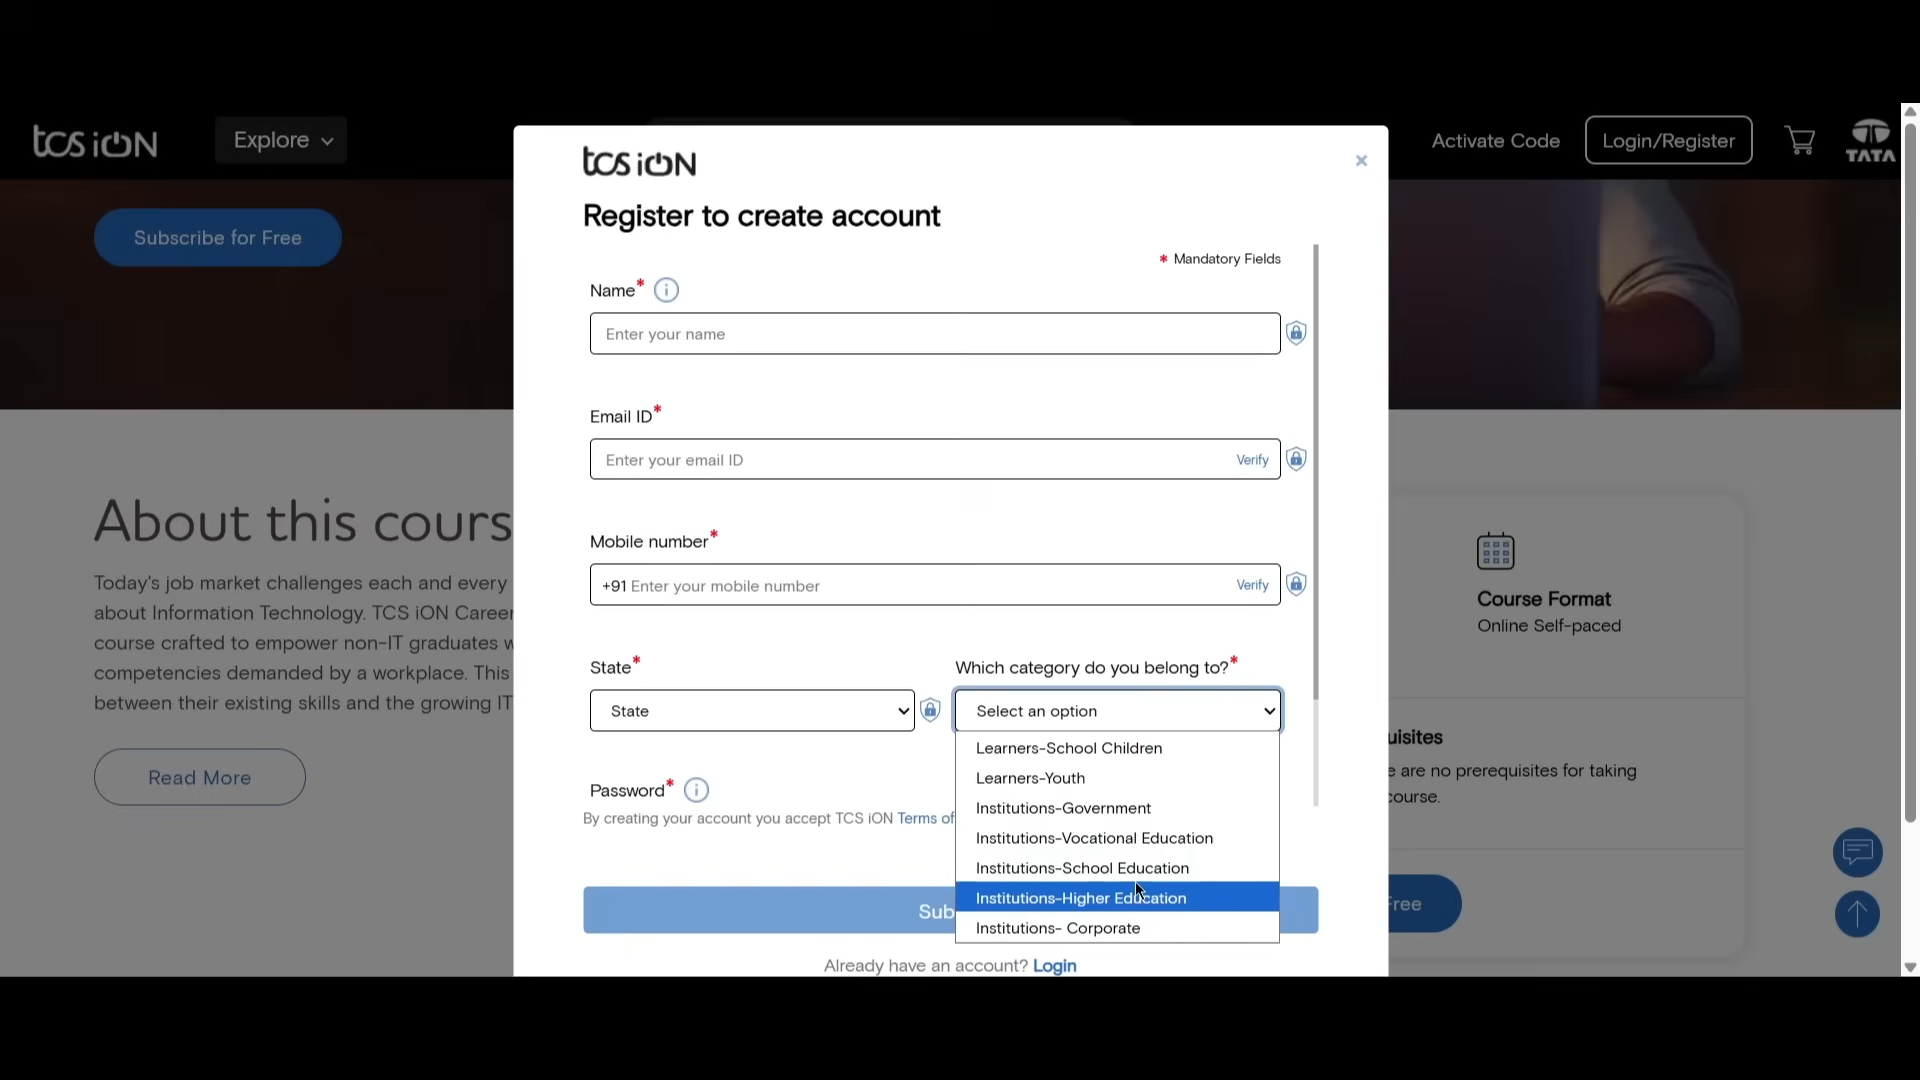 tcs iON
Explore
Activate Code
Login/Register
TATA
Subscribe for Free
tcs iON
×
Register to create account
* Mandatory Fields
Name*
Enter your name
Email ID*
Enter your email ID
Verify
Mobile number*
+91 Enter your mobile number
Verify
State*
State
Which category do you belong to?*
Select an option
Learners-School Children
Learners-Youth
Institutions-Government
Institutions-Vocational Education
Institutions-School Education
Institutions-Higher Education
Institutions- Corporate
Password*
By creating your account you accept TCS iON Terms of
Sub
Already have an account? Login
About this cours
Today's job market challenges each and every
about Information Technology. TCS iON Career
course crafted to empower non-IT graduates w
competencies demanded by a workplace. This
between their existing skills and the growing IT
Read More
Course Format
Online Self-paced
uisites
e are no prerequisites for taking
course.
Free